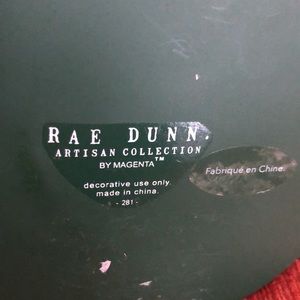 RAE DUNN.
ARTISAN COLLECTION
BY MAGENTA™
decorative use only.
made in china.
- 281 -
Fabriqué en Chine.